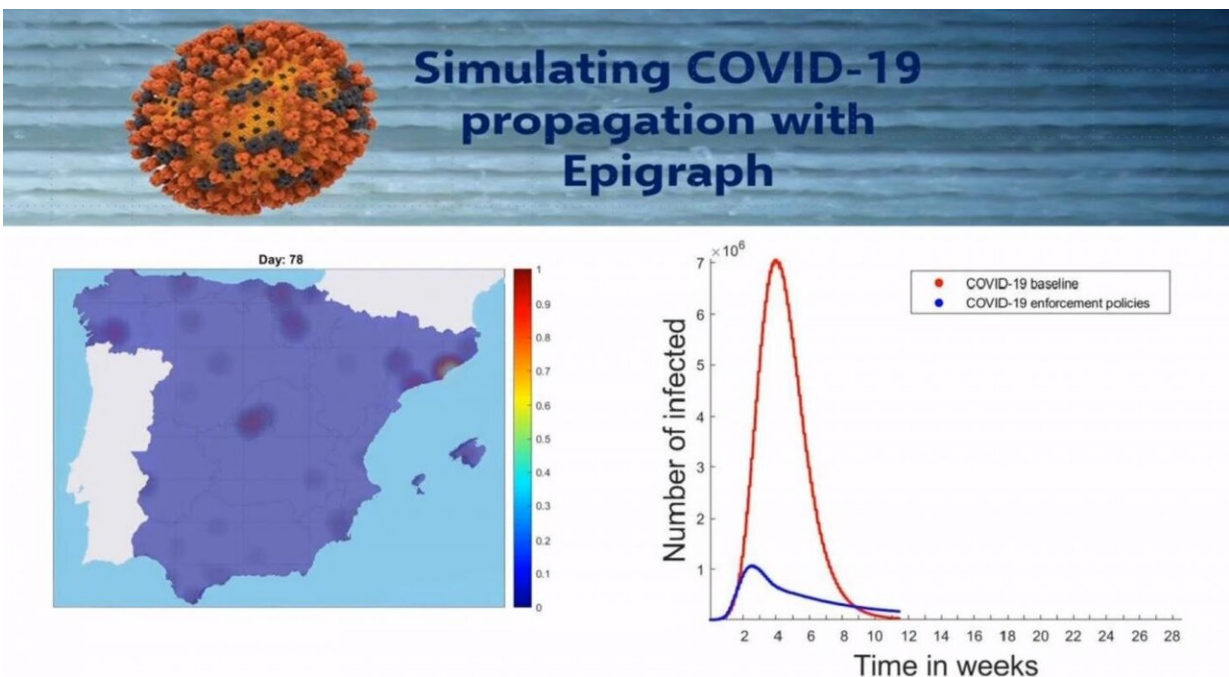 Simulating COVID-19
propagation with
Epigraph
Day: 78
1
0.9
0.8
0.7
0.6
0.5
0.4
0.3
0.2
0.1
0
×10⁶
7
6
5
4
3
2
1
Number of infected
COVID-19 baseline
COVID-19 enforcement policies
2 4 6 8 10 12 14 16 18 20 22 24 26 28
Time in weeks